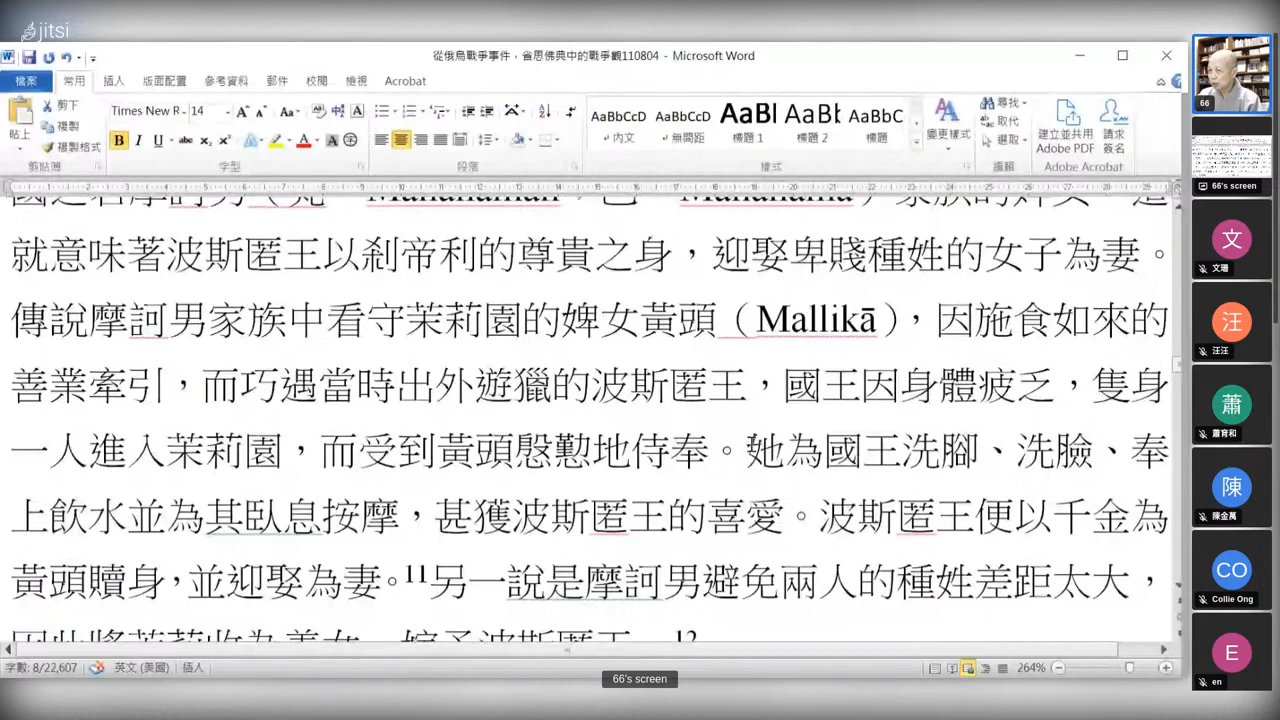 jitsi
從俄烏戰爭事件,省思佛典中的戰爭觀110804 - Microsoft Word
檔案 常用 插入 版面配置 參考資料 郵件 校閱 檢視 Acrobat
剪下
複製
複製格式
貼上
剪貼簿
Times New R 14
字型
段落
AaBbCcD AaBbCcD AaBl AaBb AaBbC
內文 無間距 標題 1 標題 2 標題
變更樣式
樣式
尋找
取代
選取
編輯
建立並共用 Adobe PDF
請求簽名
Adobe Acrobat
就意味著波斯匿王以剎帝利的尊貴之身，迎娶卑賤種姓的女子為妻。
傳說摩訶男家族中看守茉莉園的婢女黃頭（Mallikā），因施食如來的
善業牽引，而巧遇當時出外遊獵的波斯匿王，國王因身體疲乏，隻身
一人進入茉莉園，而受到黃頭慇懃地侍奉。她為國王洗腳、洗臉、奉
上飲水並為其臥息按摩，甚獲波斯匿王的喜愛。波斯匿王便以千金為
黃頭贖身，並迎娶為妻。11另一說是摩訶男避免兩人的種姓差距太大，
字數: 8/22,607 英文 (美國) 插入 264%
66's screen
66
66's screen
文
文珊
汪
汪汪
蕭
蕭育和
陳
陳金萬
CO
Collie Ong
E
en